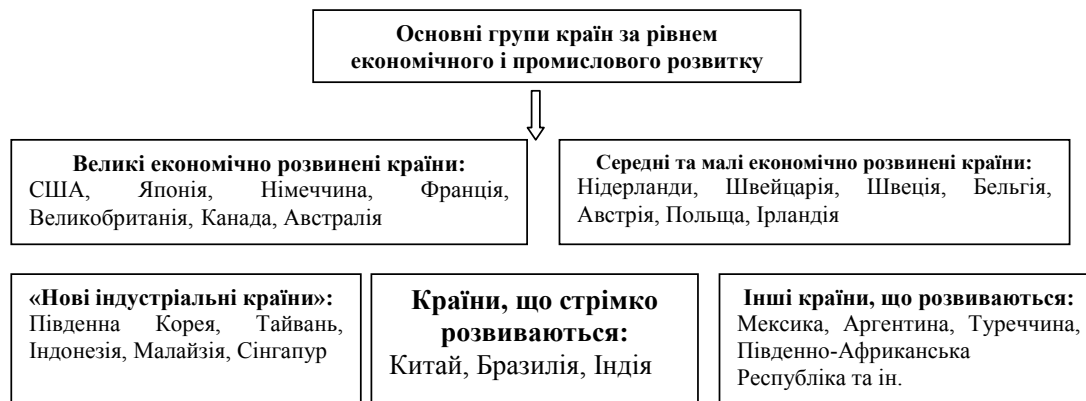 Основні групи країн за рівнем
економічного і промислового розвитку
Великі економічно розвинені країни:
США, Японія, Німеччина, Франція,
Великобританія, Канада, Австралія
Середні та малі економічно розвинені країни:
Нідерланди, Швейцарія, Швеція, Бельгія,
Австрія, Польща, Ірландія
«Нові індустріальні країни»:
Південна Корея, Тайвань,
Індонезія, Малайзія, Сінгапур
Країни, що стрімко
розвиваються:
Китай, Бразилія, Індія
Інші країни, що розвиваються:
Мексика, Аргентина, Туреччина,
Південно-Африканська
Республіка та ін.